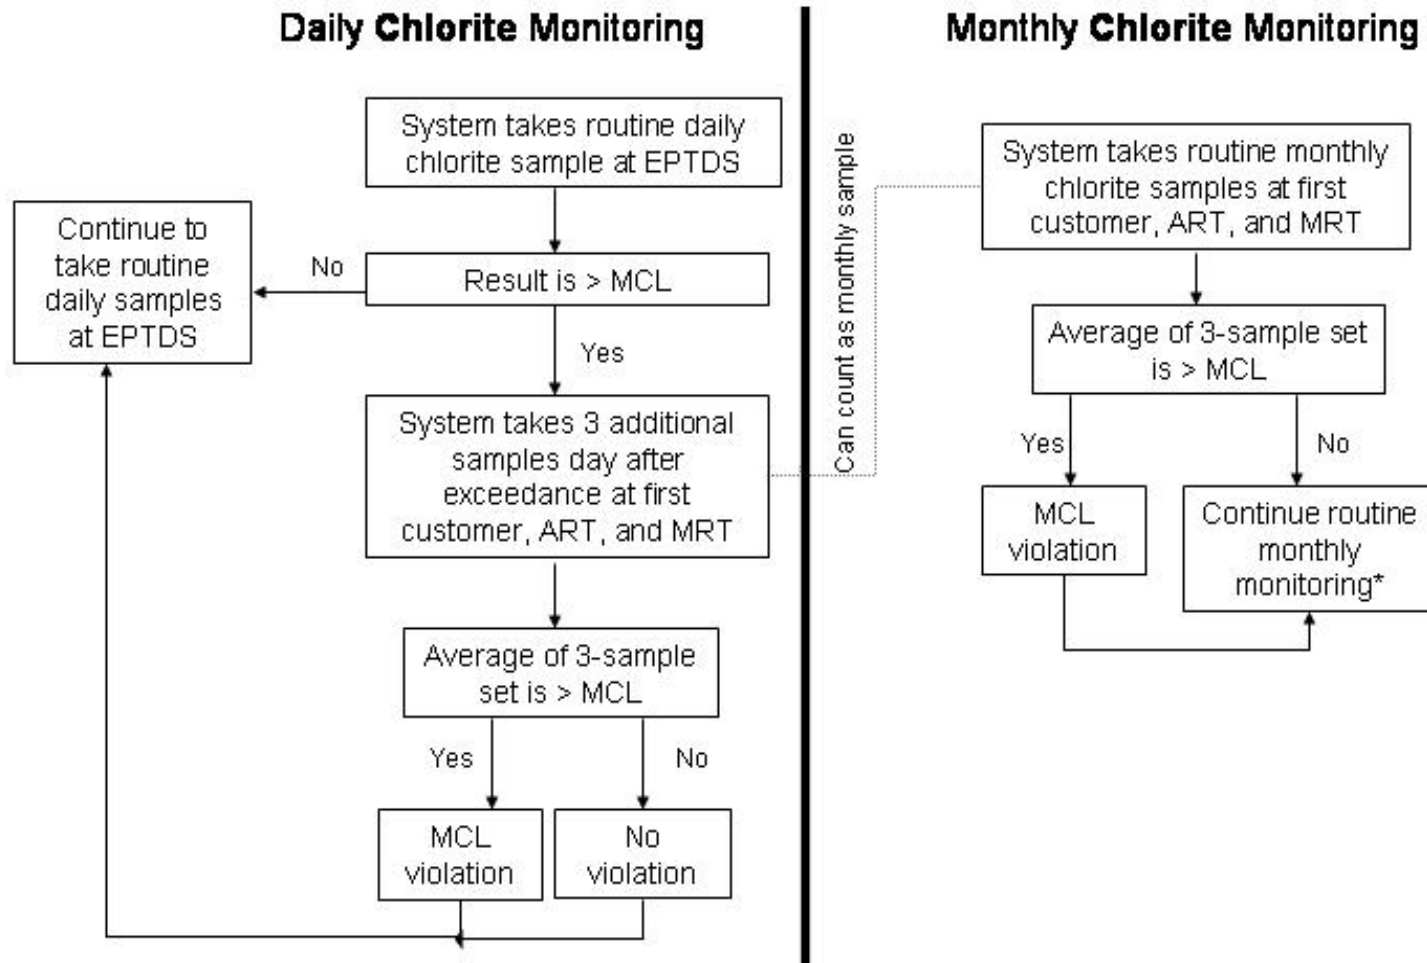 Daily Chlorite Monitoring
System takes routine daily
chlorite sample at EPTDS
Continue to
take routine
daily samples
at EPTDS
No
Result is > MCL
Yes
System takes 3 additional
samples day after
exceedance at first
customer, ART, and MRT
Average of 3-sample
set is > MCL
Yes
No
MCL
violation
No
violation
Can count as monthly sample
Monthly Chlorite Monitoring
System takes routine monthly
chlorite samples at first
customer, ART, and MRT
Average of 3-sample set
is > MCL
Yes
No
MCL
violation
Continue routine
monthly
monitoring*